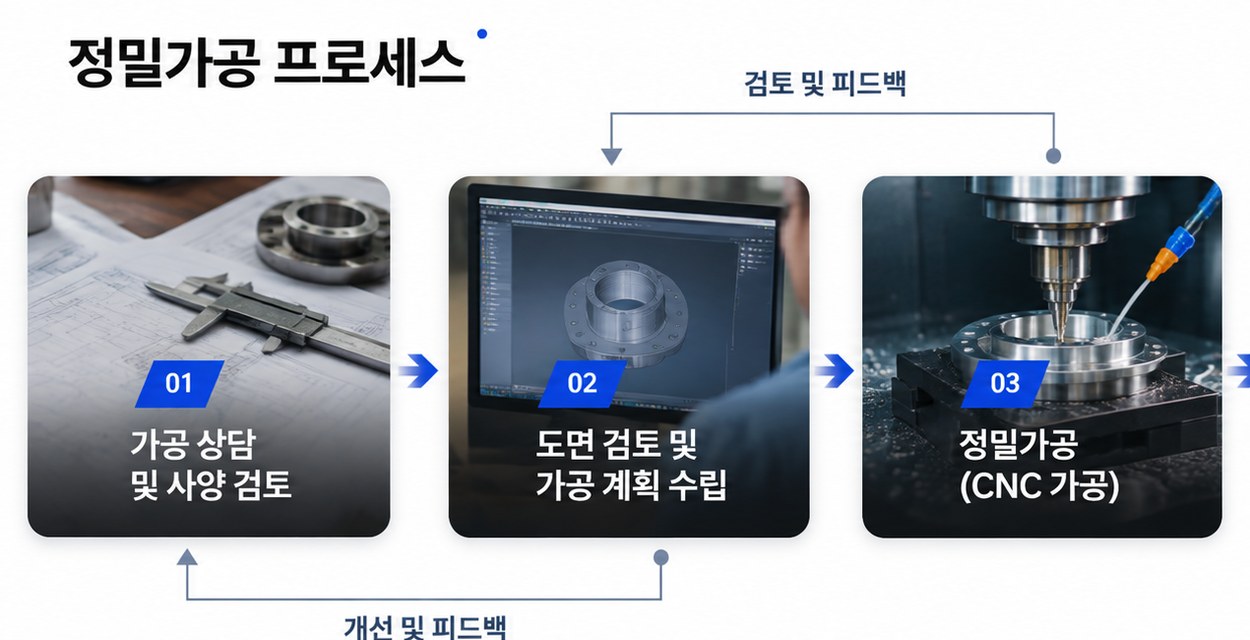 정밀가공 프로세스
검토 및 피드백
01
가공 상담
및 사양 검토
02
도면 검토 및
가공 계획 수립
03
정밀가공
(CNC 가공)
개선 및 피드백